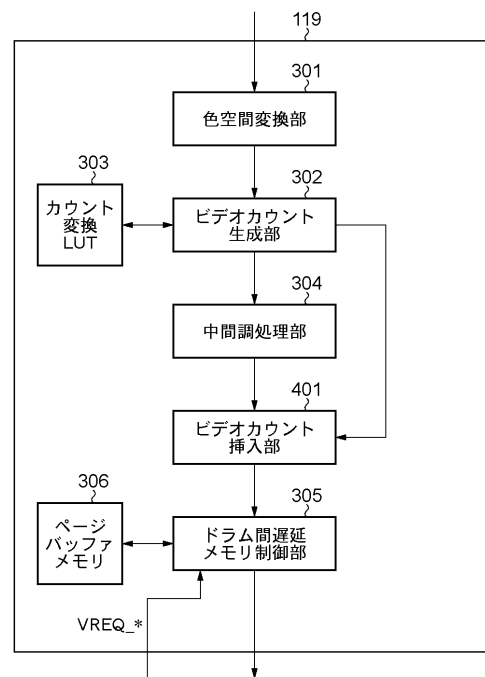 119
301
色空間変換部
303
カウント
変換
LUT
302
ビデオカウント
生成部
304
中間調処理部
401
ビデオカウント
挿入部
306
ページ
バッファ
メモリ
305
ドラム間遅延
メモリ制御部
VREQ_*